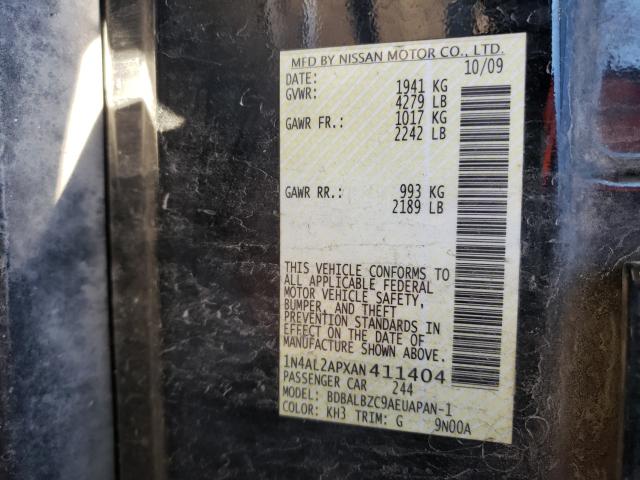 MFD BY NISSAN MOTOR CO., LTD.
DATE: 10/09
GVWR: 1941 KG
4279 LB
GAWR FR.: 1017 KG
2242 LB
GAWR RR.: 993 KG
2189 LB
THIS VEHICLE CONFORMS TO
ALL APPLICABLE FEDERAL
MOTOR VEHICLE SAFETY,
BUMPER, AND THEFT
PREVENTION STANDARDS IN
EFFECT ON THE DATE OF
MANUFACTURE SHOWN ABOVE.
1N4AL2APXAN411404
PASSENGER CAR 244
MODEL: BDBALBZC9AEUAPAN-1
COLOR: KH3 TRIM: G 9N00A